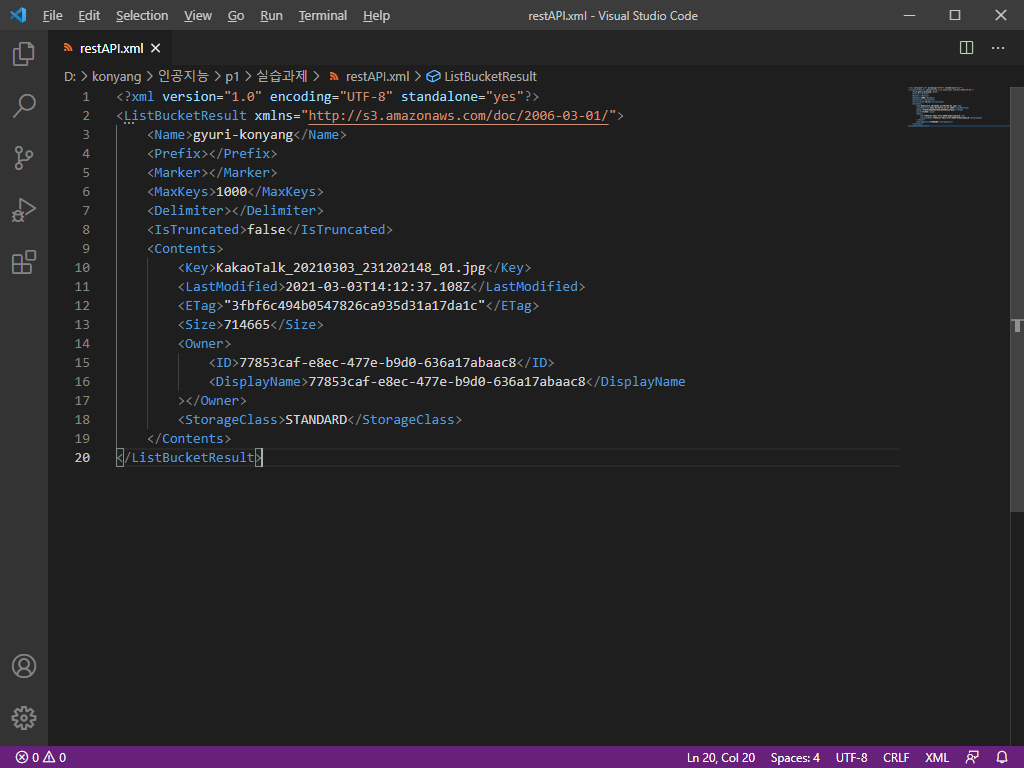 File Edit Selection View Go Run Terminal Help restAPI.xml - Visual Studio Code
restAPI.xml
D: > konyang > 인공지능 > p1 > 실습과제 > restAPI.xml > ListBucketResult
1 <?xml version="1.0" encoding="UTF-8" standalone="yes"?>
2 <ListBucketResult xmlns="http://s3.amazonaws.com/doc/2006-03-01/">
3 <Name>gyuri-konyang</Name>
4 <Prefix></Prefix>
5 <Marker></Marker>
6 <MaxKeys>1000</MaxKeys>
7 <Delimiter></Delimiter>
8 <IsTruncated>false</IsTruncated>
9 <Contents>
10 <Key>KakaoTalk_20210303_231202148_01.jpg</Key>
11 <LastModified>2021-03-03T14:12:37.108Z</LastModified>
12 <ETag>"3fbf6c494b0547826ca935d31a17da1c"</ETag>
13 <Size>714665</Size>
14 <Owner>
15 <ID>77853caf-e8ec-477e-b9d0-636a17abaac8</ID>
16 <DisplayName>77853caf-e8ec-477e-b9d0-636a17abaac8</DisplayName
17 ></Owner>
18 <StorageClass>STANDARD</StorageClass>
19 </Contents>
20 </ListBucketResult>
0 0 Ln 20, Col 20 Spaces: 4 UTF-8 CRLF XML